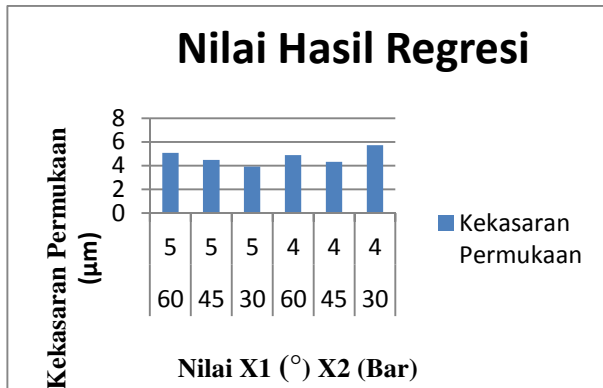 Nilai Hasil Regresi
Kekasaran Permukaan
(µm)
8
6
4
2
0
5 5 5 4 4 4
60 45 30 60 45 30
Nilai X1 (°) X2 (Bar)
Kekasaran
Permukaan